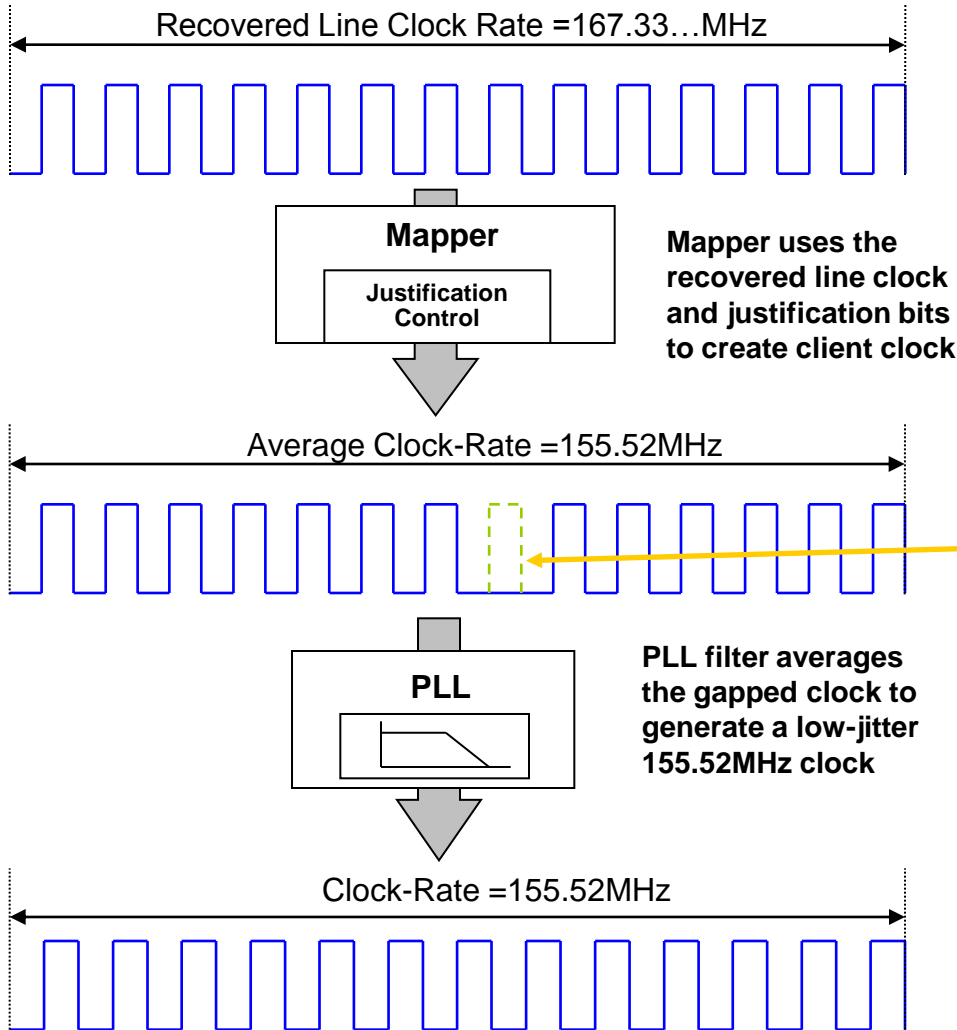 Recovered Line Clock Rate =167.33…MHz
Mapper
Justification
Control
Mapper uses the
recovered line clock
and justification bits
to create client clock
Average Clock-Rate =155.52MHz
PLL
PLL filter averages
the gapped clock to
generate a low-jitter
155.52MHz clock
Clock-Rate =155.52MHz